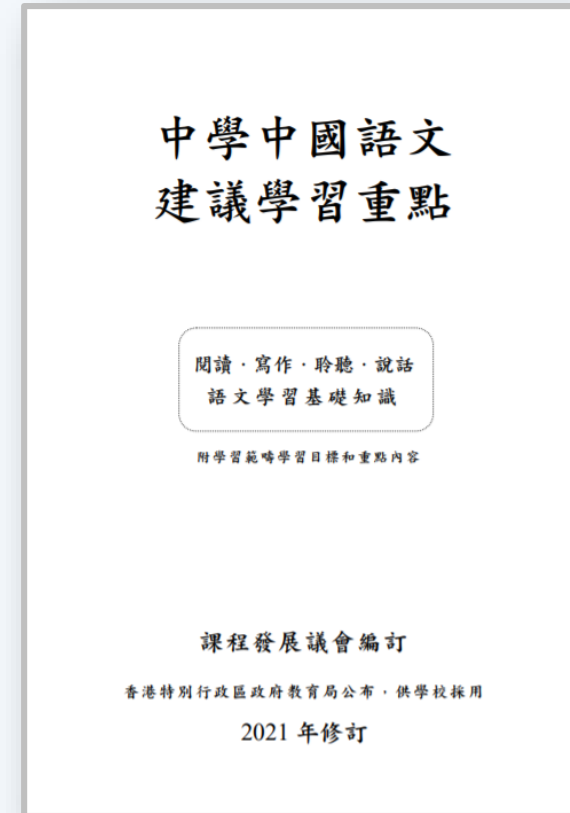 中學中國語文
建議學習重點
閱讀．寫作．聆聽．說話
語文學習基礎知識
附學習範疇學習目標和重點內容
課程發展議會編訂
香港特別行政區政府教育局公布，供學校採用
2021 年修訂